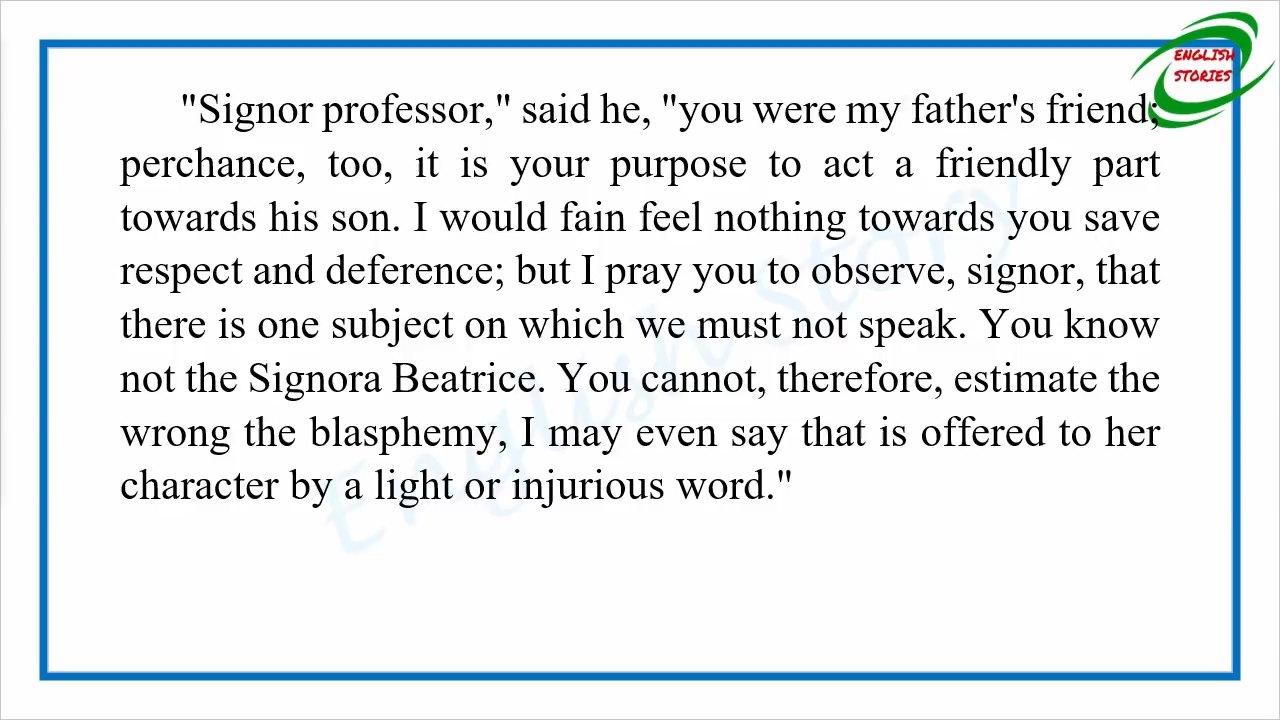 ENGLISH
STORIES
"Signor professor," said he, "you were my father's friend;
perchance, too, it is your purpose to act a friendly part
towards his son. I would fain feel nothing towards you save
respect and deference; but I pray you to observe, signor, that
there is one subject on which we must not speak. You know
not the Signora Beatrice. You cannot, therefore, estimate the
wrong the blasphemy, I may even say that is offered to her
character by a light or injurious word."
English Story